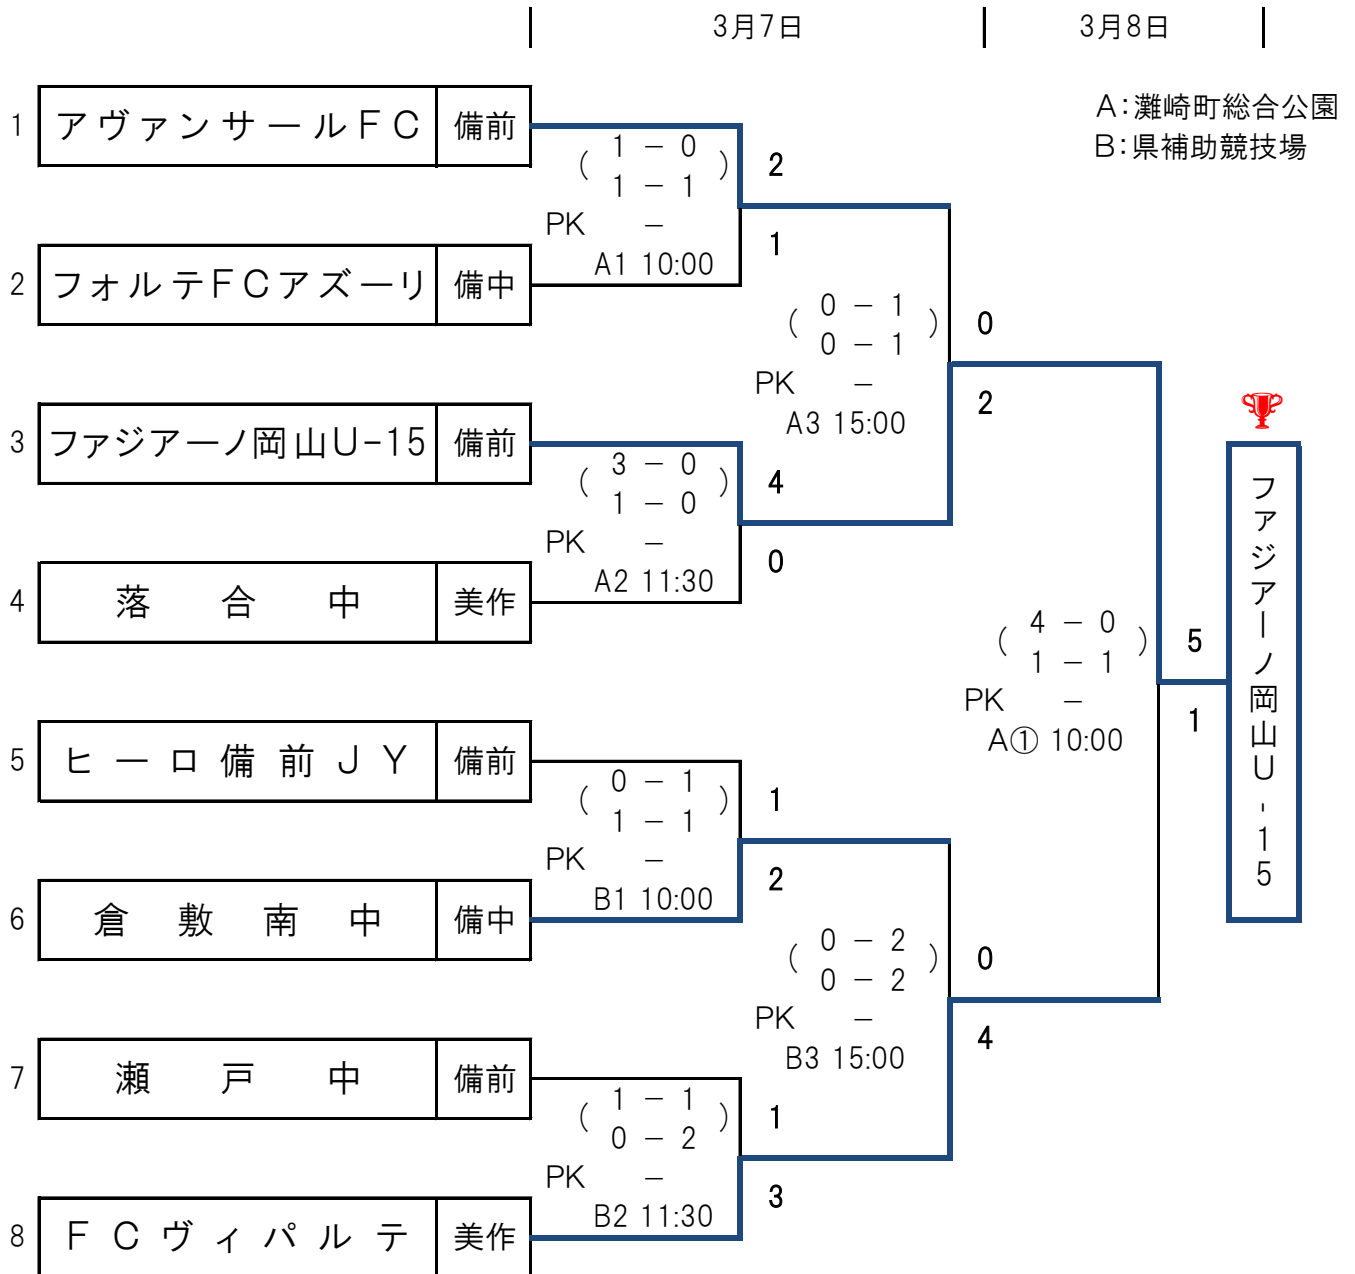 3月7日
3月8日
A:灘崎町総合公園
B:県補助競技場
1 アヴァンサールFC 備前
( 1 － 0 ) 2
1 － 1
PK －
A1 10:00
1
2 フォルテFCアズーリ 備中
( 0 － 1 ) 0
0 － 1
PK －
A3 15:00
2
3 ファジアーノ岡山U-15 備前
( 3 － 0 ) 4
1 － 0
PK －
A2 11:30
0
4 落合中 美作
( 4 － 0 ) 5
1 － 1
PK －
A① 10:00
1
ファジアーノ岡山U-15
5 ヒーロ備前JY 備前
( 0 － 1 ) 1
1 － 1
PK －
B1 10:00
2
6 倉敷南中 備中
( 0 － 2 ) 0
0 － 2
PK －
B3 15:00
4
7 瀬戸中 備前
( 1 － 1 ) 1
0 － 2
PK －
B2 11:30
3
8 FCヴィパルテ 美作